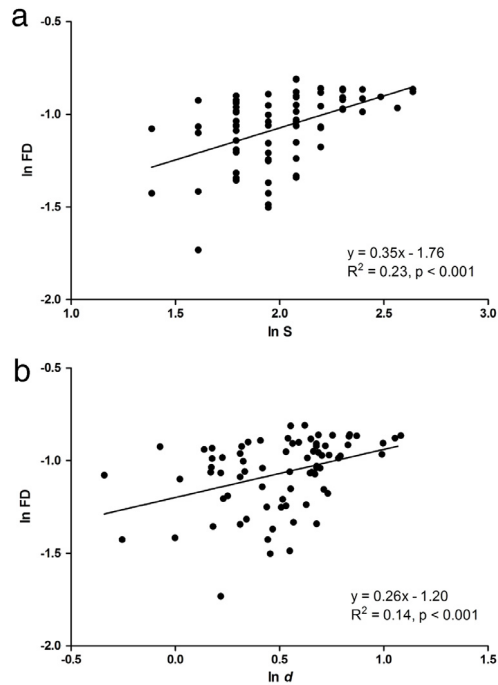 a
-0.5
-1.0
-1.5
-2.0
ln FD
y = 0.35x - 1.76
R² = 0.23, p < 0.001
1.0 1.5 2.0 2.5 3.0
ln S
b
-0.5
-1.0
-1.5
-2.0
ln FD
y = 0.26x - 1.20
R² = 0.14, p < 0.001
-0.5 0.0 0.5 1.0 1.5
ln d